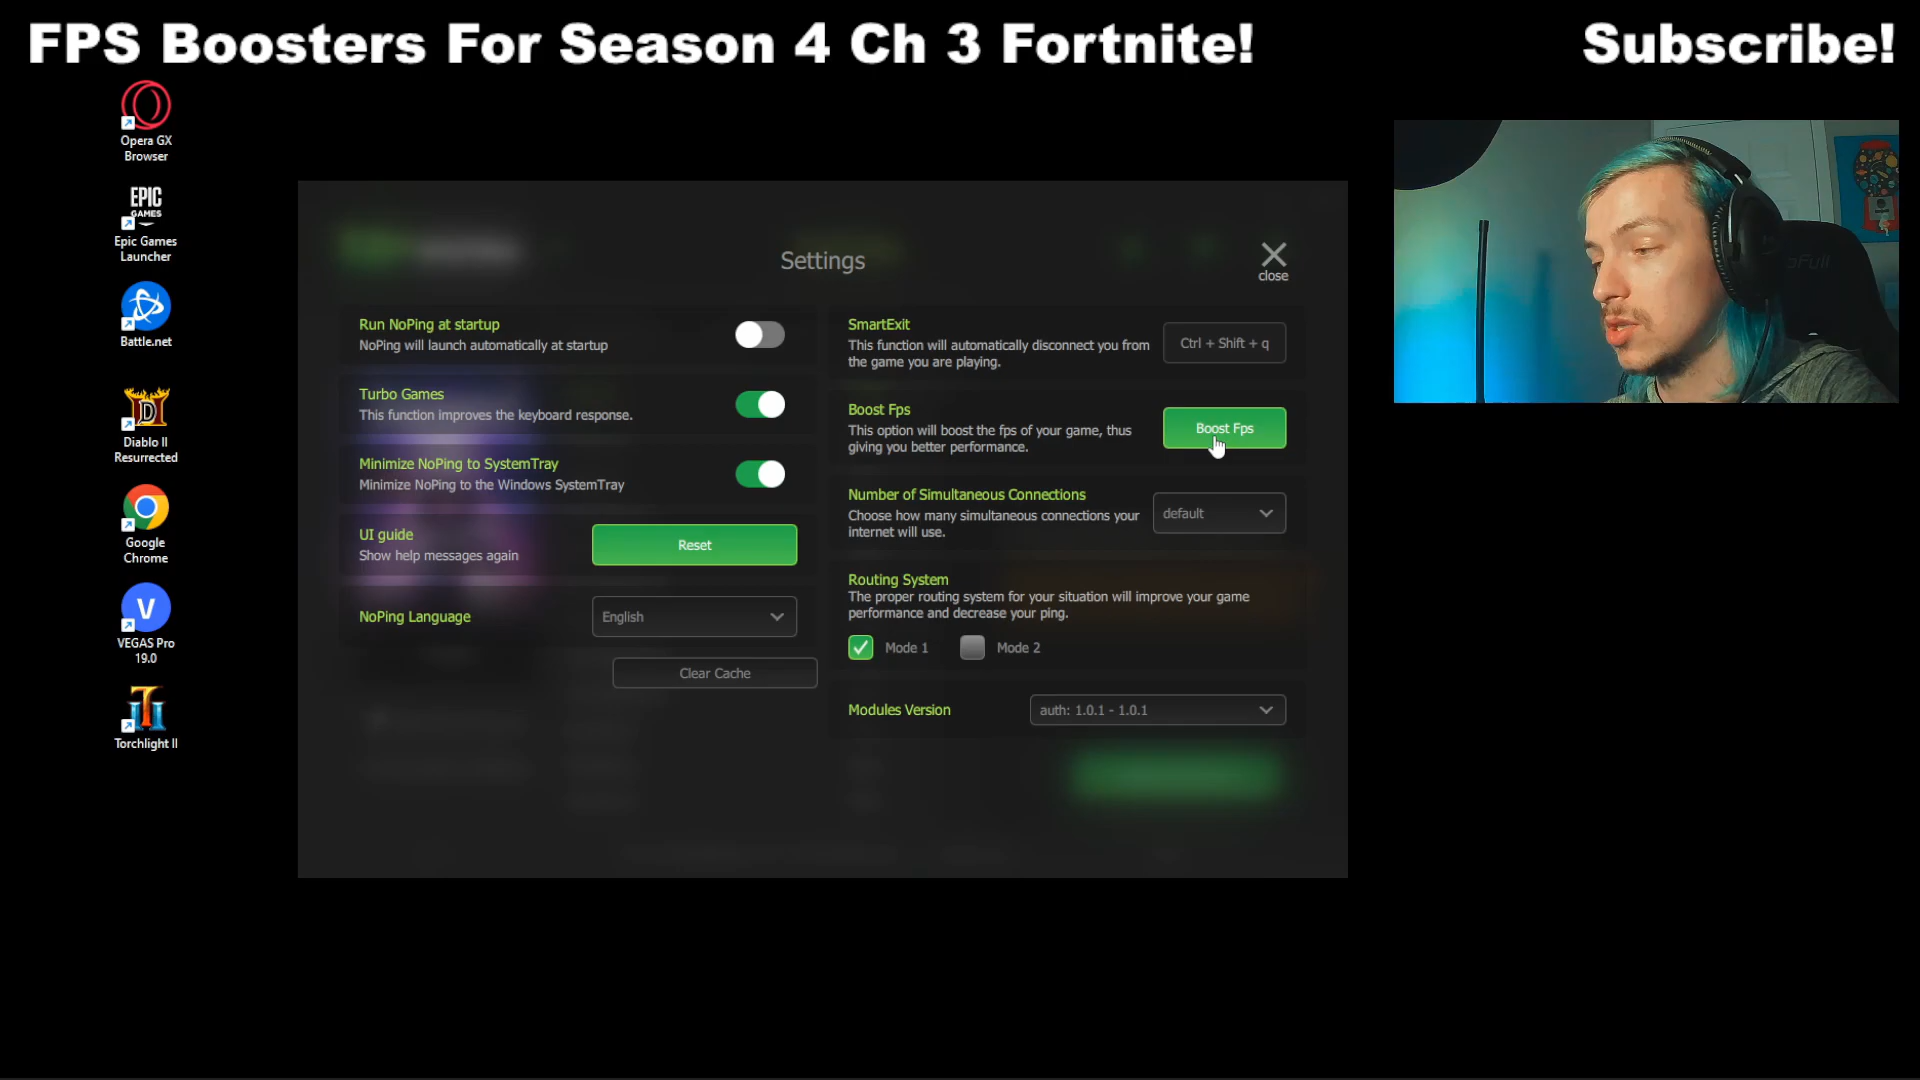 FPS Boosters For Season 4 Ch 3 Fortnite!
Subscribe!
Opera GX
Browser
EPIC
GAMES
Epic Games
Launcher
Battle.net
Diablo II
Resurrected
Google
Chrome
V
VEGAS Pro
19.0
Torchlight II
Settings
close
Run NoPing at startup
NoPing will launch automatically at startup
Turbo Games
This function improves the keyboard response.
Minimize NoPing to SystemTray
Minimize NoPing to the Windows SystemTray
UI guide
Show help messages again
Reset
NoPing Language
English
Clear Cache
SmartExit
This function will automatically disconnect you from
the game you are playing.
Ctrl + Shift + q
Boost Fps
This option will boost the fps of your game, thus
giving you better performance.
Boost Fps
Number of Simultaneous Connections
Choose how many simultaneous connections your
internet will use.
default
Routing System
The proper routing system for your situation will improve your game
performance and decrease your ping.
Mode 1
Mode 2
Modules Version
auth: 1.0.1 - 1.0.1